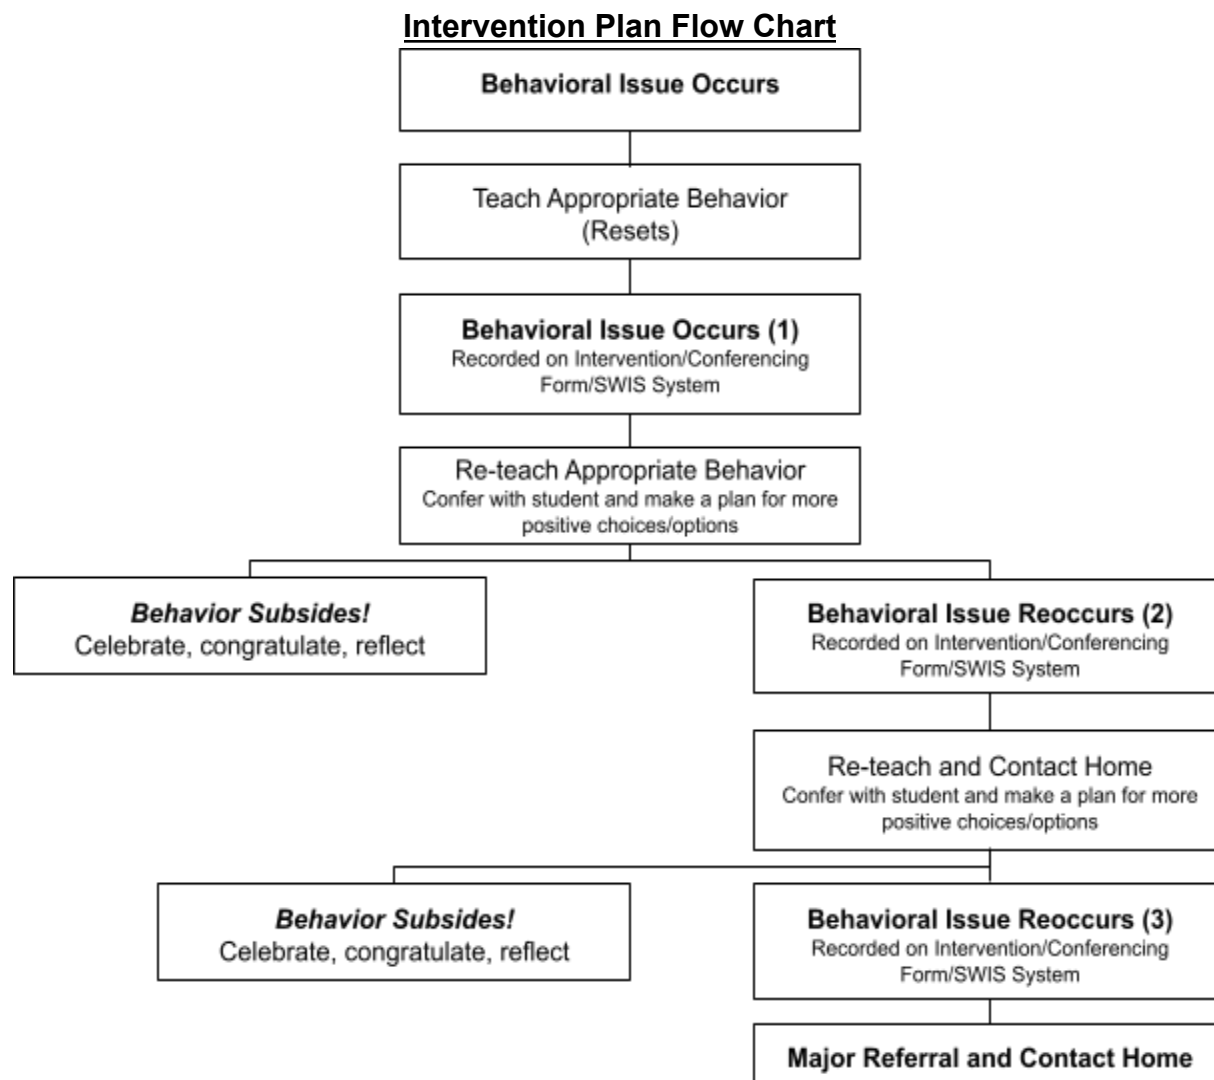 Intervention Plan Flow Chart
Behavioral Issue Occurs
Teach Appropriate Behavior
(Resets)
Behavioral Issue Occurs (1)
Recorded on Intervention/Conferencing
Form/SWIS System
Re-teach Appropriate Behavior
Confer with student and make a plan for more
positive choices/options
Behavior Subsides!
Celebrate, congratulate, reflect
Behavioral Issue Reoccurs (2)
Recorded on Intervention/Conferencing
Form/SWIS System
Re-teach and Contact Home
Confer with student and make a plan for more
positive choices/options
Behavior Subsides!
Celebrate, congratulate, reflect
Behavioral Issue Reoccurs (3)
Recorded on Intervention/Conferencing
Form/SWIS System
Major Referral and Contact Home